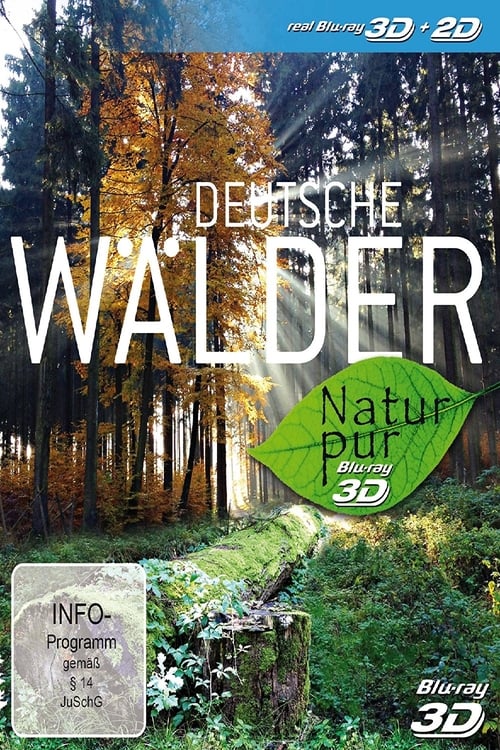 real Blu-ray 3D + 2D
DEUTSCHE
WÄLDER
Natur
pur
Blu-ray
3D
INFO-
Programm
gemäß
§ 14
JuSchG
Blu-ray
3D